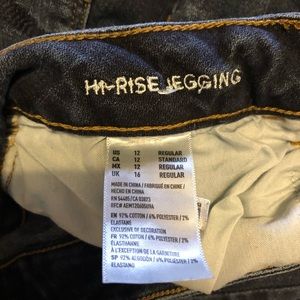 HI-RISE JEGGING
US 12 REGULAR
CA 12 STANDARD
MX 12 REGULAR
UK 16 REGULAR
MADE IN CHINA / FABRIQUÉ EN CHINE /
HECHO EN CHINA
RN 54485/ CA 03073
EN: 92% COTTON / 6% POLYESTER / 2%
ELASTANE
EXCLUSIVE OF DECORATION
FR: 92% COTON / 6% POLYESTER / 2%
ÉLASTHANNE
À L'EXCLUSION DE LA GARNITURE
SP: 92% ALGODÓN / 6% POLIÉSTER / 2%
ELASTANO